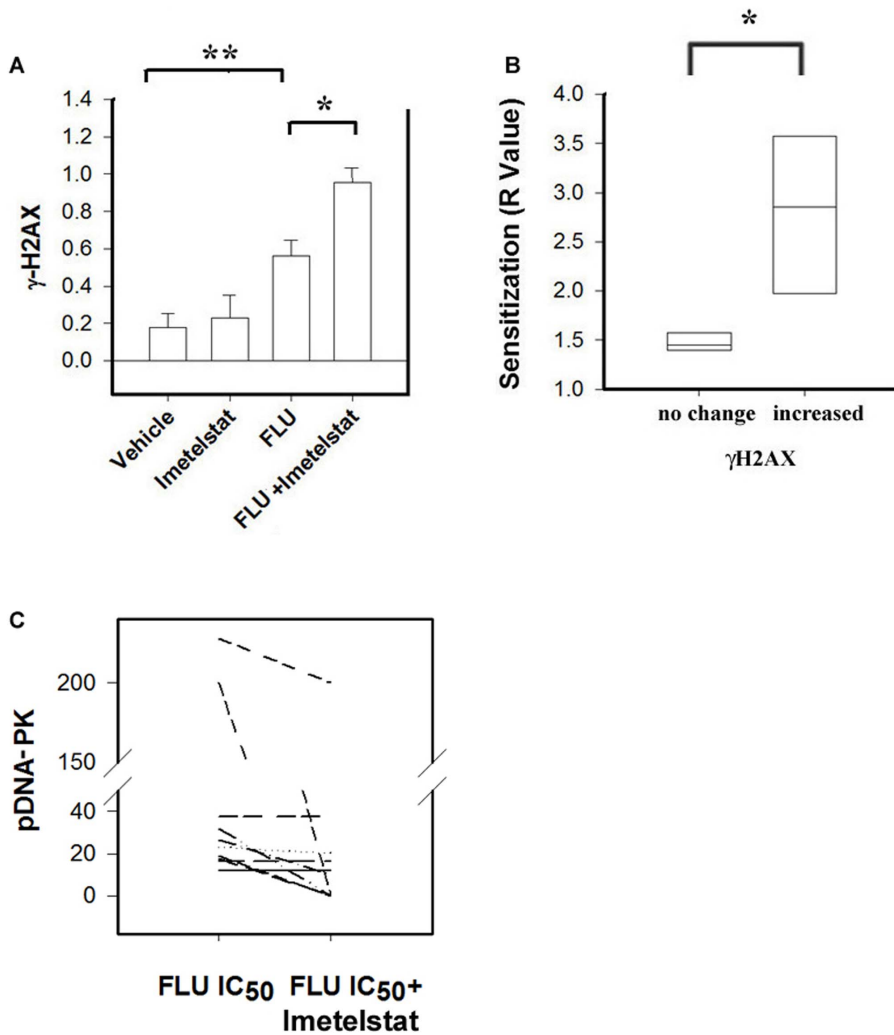 A
**
*
1.4
1.2
1.0
0.8
0.6
0.4
0.2
0.0
γ-H2AX
Vehicle
Imetelstat
FLU
FLU +Imetelstat
B
*
4.0
3.5
3.0
2.5
2.0
1.5
1.0
Sensitization (R Value)
no change increased
γH2AX
C
200
150
40
20
0
pDNA-PK
FLU IC50 FLU IC50+
Imetelstat